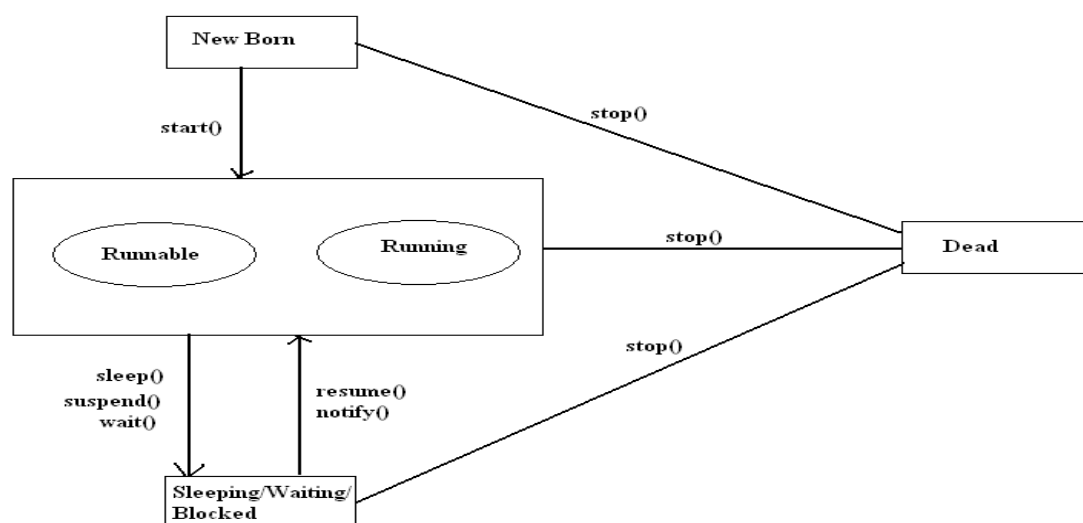 New Born
stop()
start()
Runnable
Running
stop()
Dead
stop()
sleep()
suspend()
wait()
resume()
notify()
Sleeping/Waiting/
Blocked